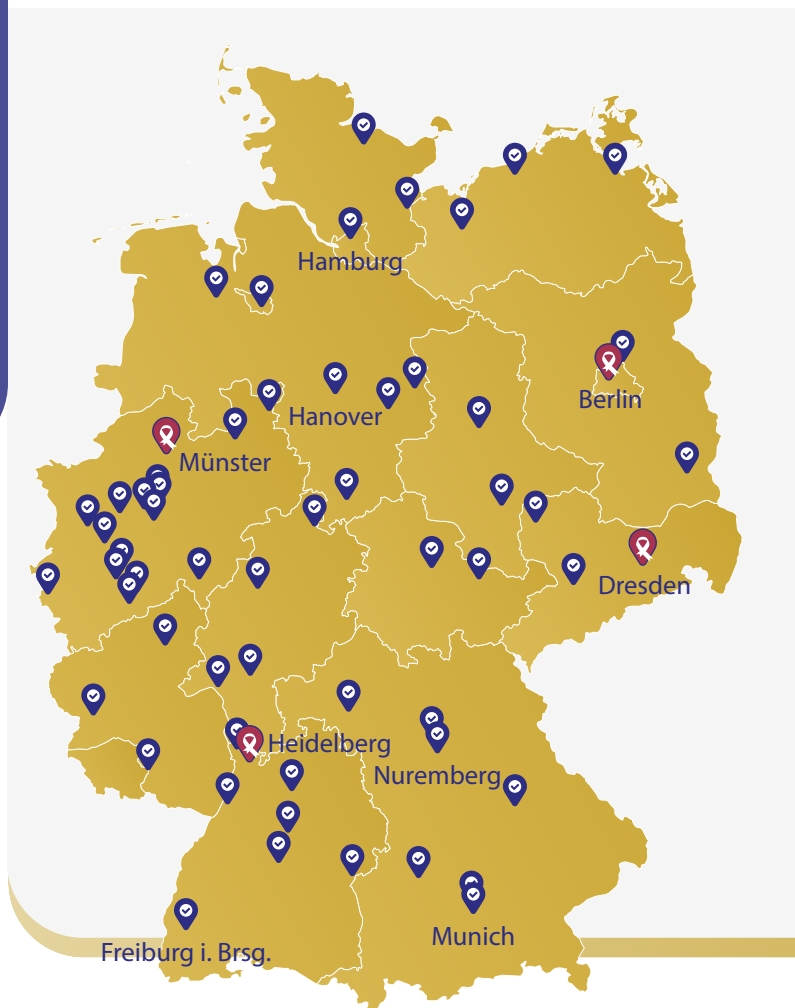 Hamburg
Berlin
Hanover
Münster
Dresden
Heidelberg
Nuremberg
Munich
Freiburg i. Brsg.